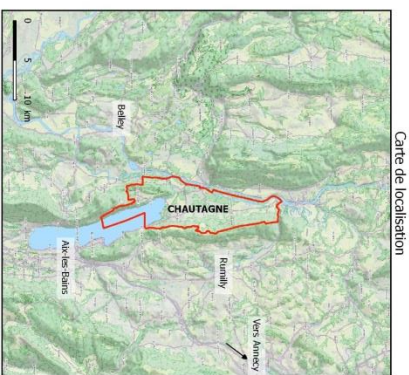 Carte de localisation
0 5 10 km
Belley
CHAUTAGNE
Rumilly
Vers Annecy
Aix-les-Bains